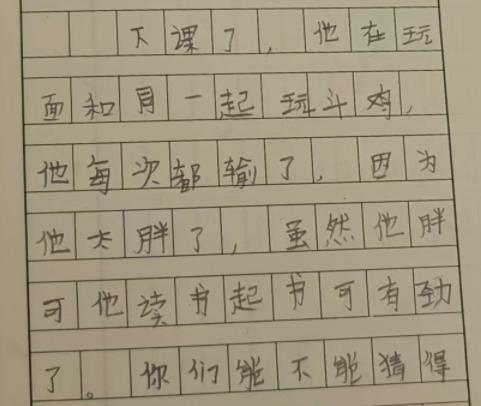 下课了，他在玩
面和月一起玩斗鸡，
他每次都输了，因为
他大胖了，虽然他胖
可他读书起书可有劲
了。你们能不能猜得